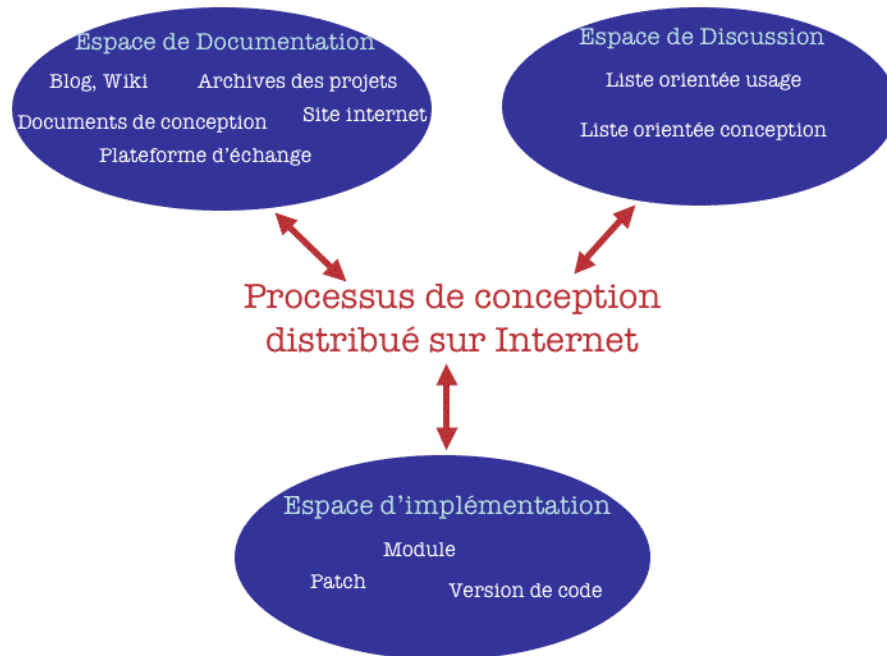 Espace de Documentation
Blog, Wiki
Archives des projets
Documents de conception
Site internet
Plateforme d'échange
Espace de Discussion
Liste orientée usage
Liste orientée conception
Processus de conception
distribué sur Internet
Espace d'implémentation
Module
Patch
Version de code